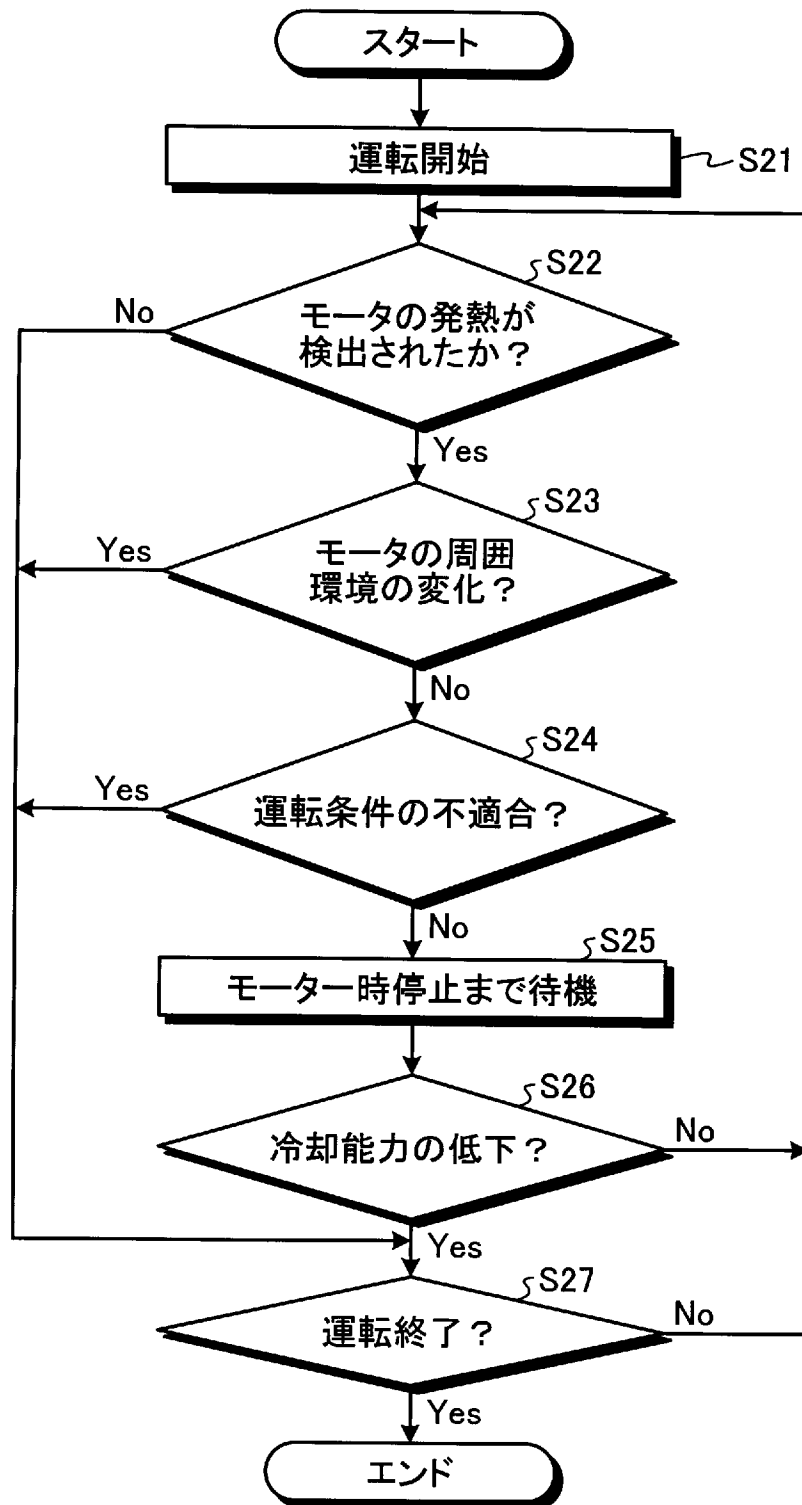 スタート
運転開始
S21
S22
No
モータの発熱が
検出されたか？
Yes
S23
Yes
モータの周囲
環境の変化？
No
S24
Yes
運転条件の不適合？
No
S25
モータ一時停止まで待機
S26
冷却能力の低下？
No
Yes
S27
運転終了？
No
Yes
エンド